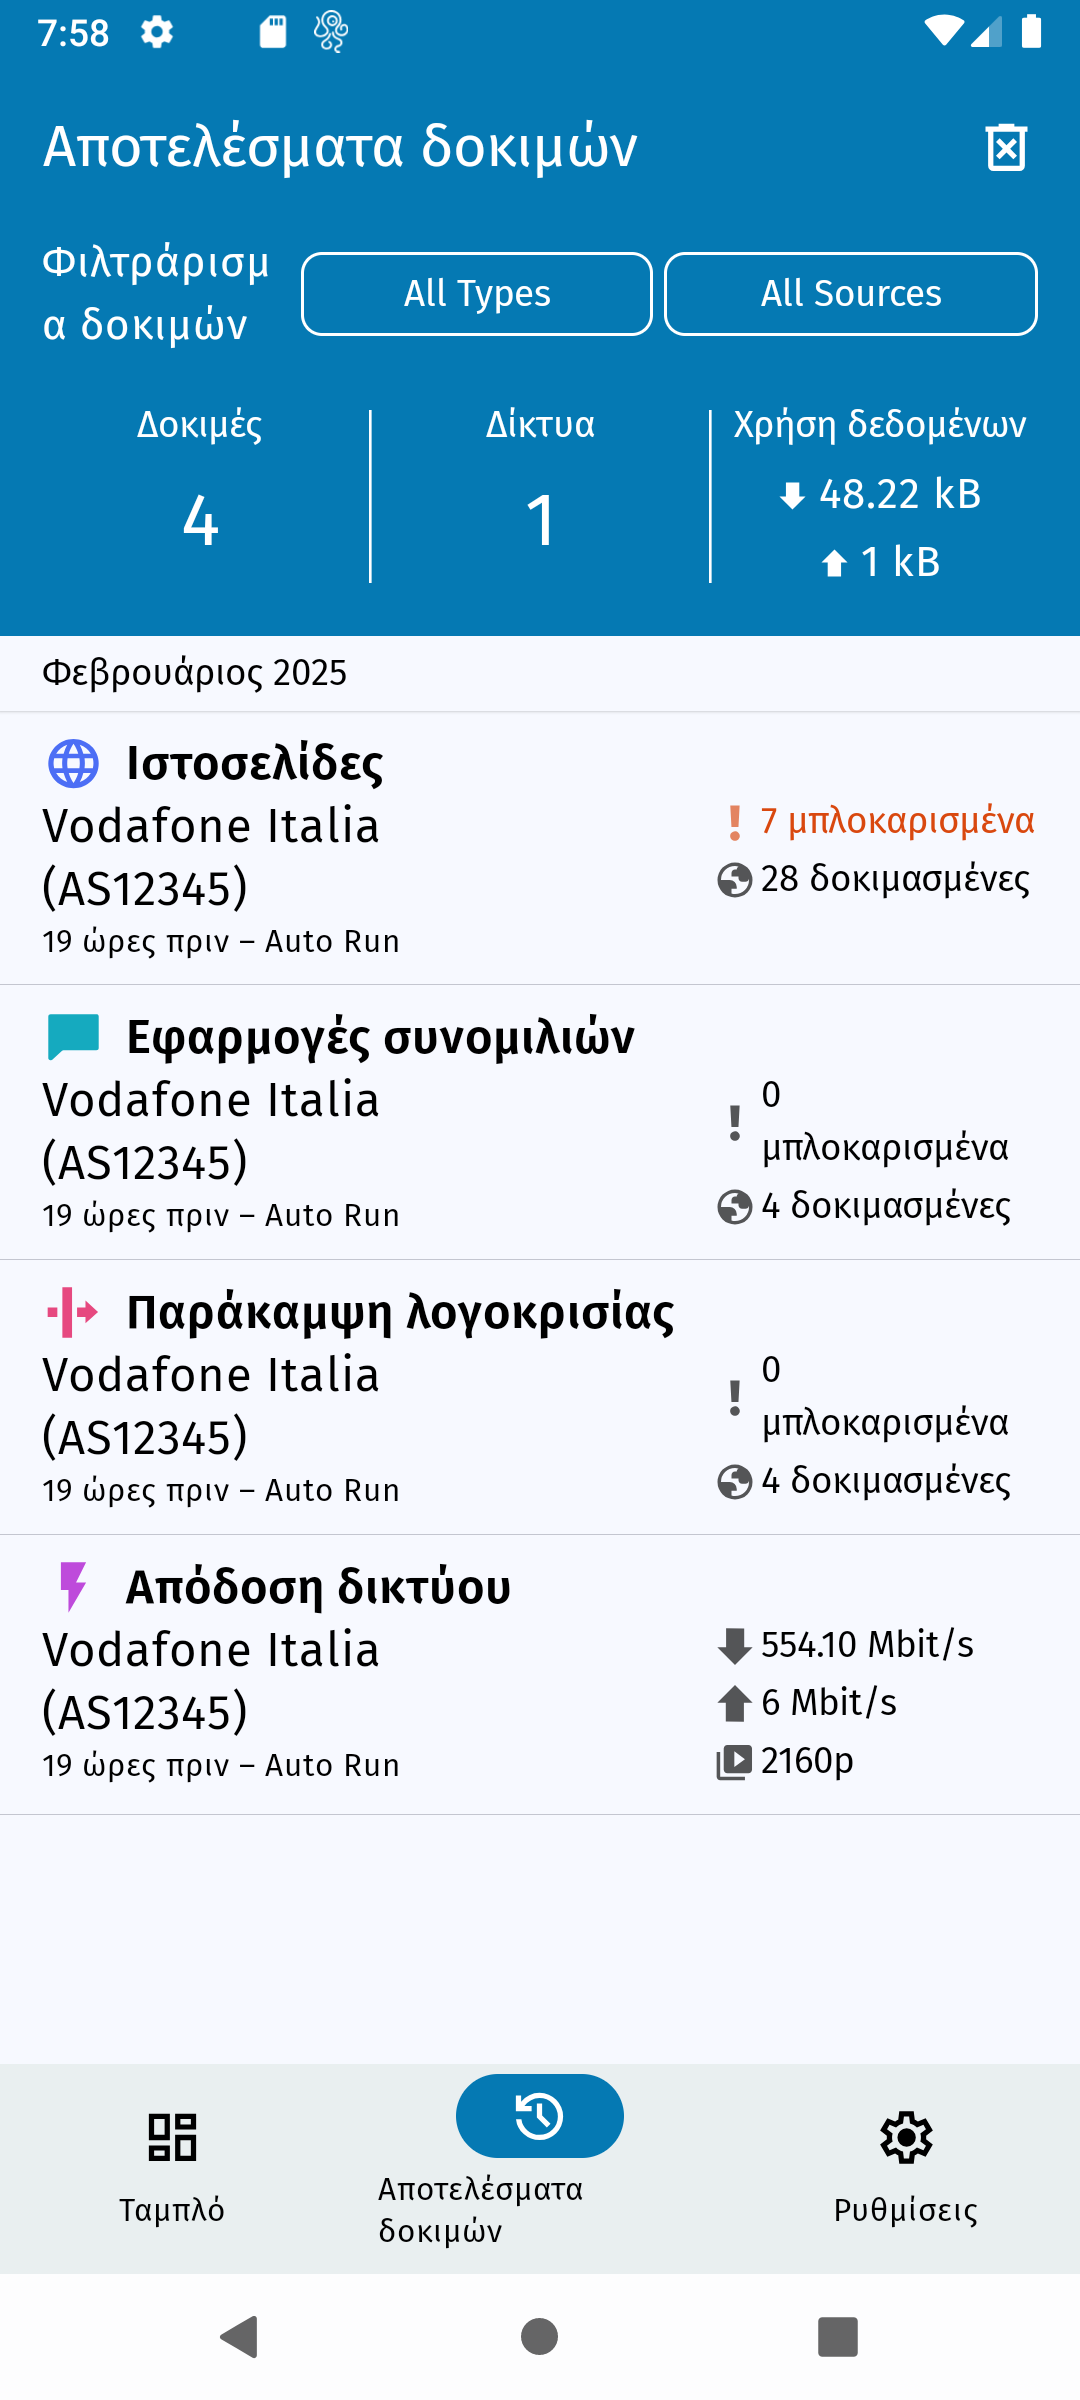 7:58
Αποτελέσματα δοκιμών
Φιλτράρισμ
α δοκιμών
All Types
All Sources
Δοκιμές
4
Δίκτυα
1
Χρήση δεδομένων
48.22 kB
1 kB
Φεβρουάριος 2025
Ιστοσελίδες
Vodafone Italia
(AS12345)
19 ώρες πριν – Auto Run
7 μπλοκαρισμένα
28 δοκιμασμένες
Εφαρμογές συνομιλιών
Vodafone Italia
(AS12345)
19 ώρες πριν – Auto Run
0
μπλοκαρισμένα
4 δοκιμασμένες
Παράκαμψη λογοκρισίας
Vodafone Italia
(AS12345)
19 ώρες πριν – Auto Run
0
μπλοκαρισμένα
4 δοκιμασμένες
Απόδοση δικτύου
Vodafone Italia
(AS12345)
19 ώρες πριν – Auto Run
554.10 Mbit/s
6 Mbit/s
2160p
Ταμπλό
Αποτελέσματα
δοκιμών
Ρυθμίσεις